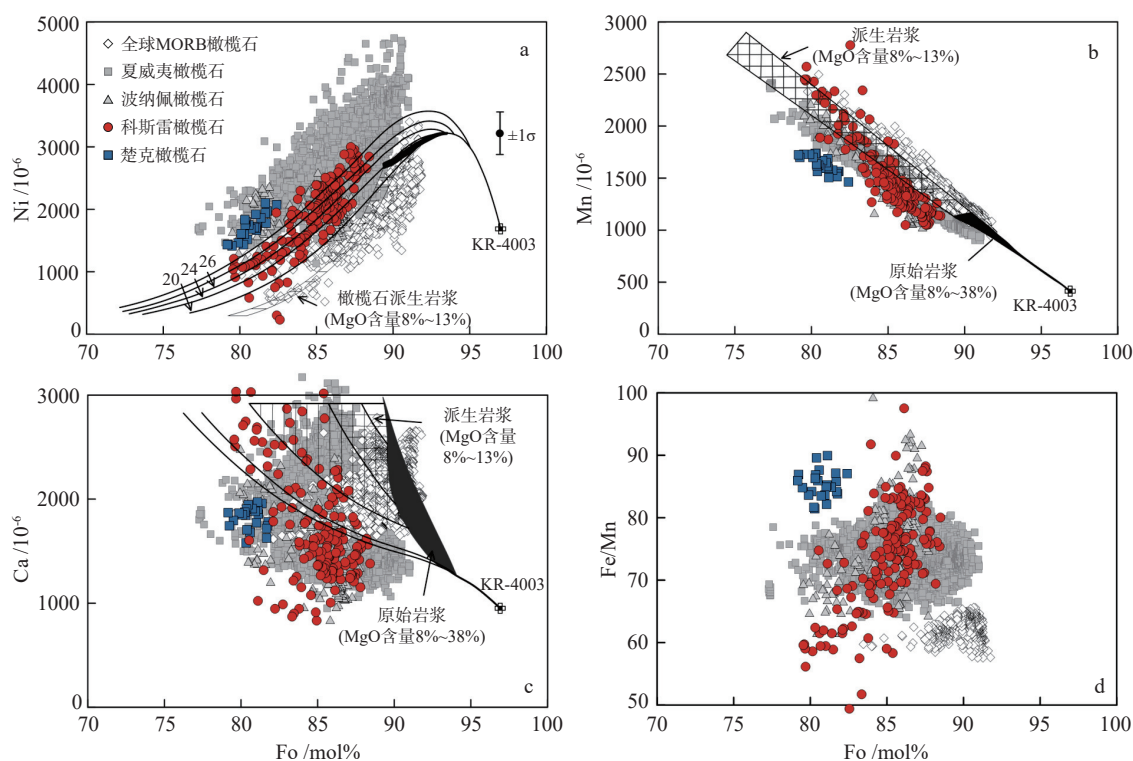 5000
4000
3000
2000
1000
0
Ni /10⁻⁶
全球MORB橄榄石
夏威夷橄榄石
波纳佩橄榄石
科斯雷橄榄石
楚克橄榄石
a
±1σ
KR-4003
20
24
26
橄榄石派生岩浆
(MgO含量8%~13%)
70 75 80 85 90 95 100
3000
2500
2000
1500
1000
500
0
Mn /10⁻⁶
派生岩浆
(MgO含量8%~13%)
b
原始岩浆
(MgO含量8%~38%)
KR-4003
70 75 80 85 90 95 100
3000
2000
1000
0
Ca /10⁻⁶
派生岩浆
(MgO含量
8%~13%)
KR-4003
原始岩浆
(MgO含量8%~38%)
c
70 75 80 85 90 95 100
Fo /mol%
100
90
80
70
60
50
Fe/Mn
d
70 75 80 85 90 95 100
Fo /mol%